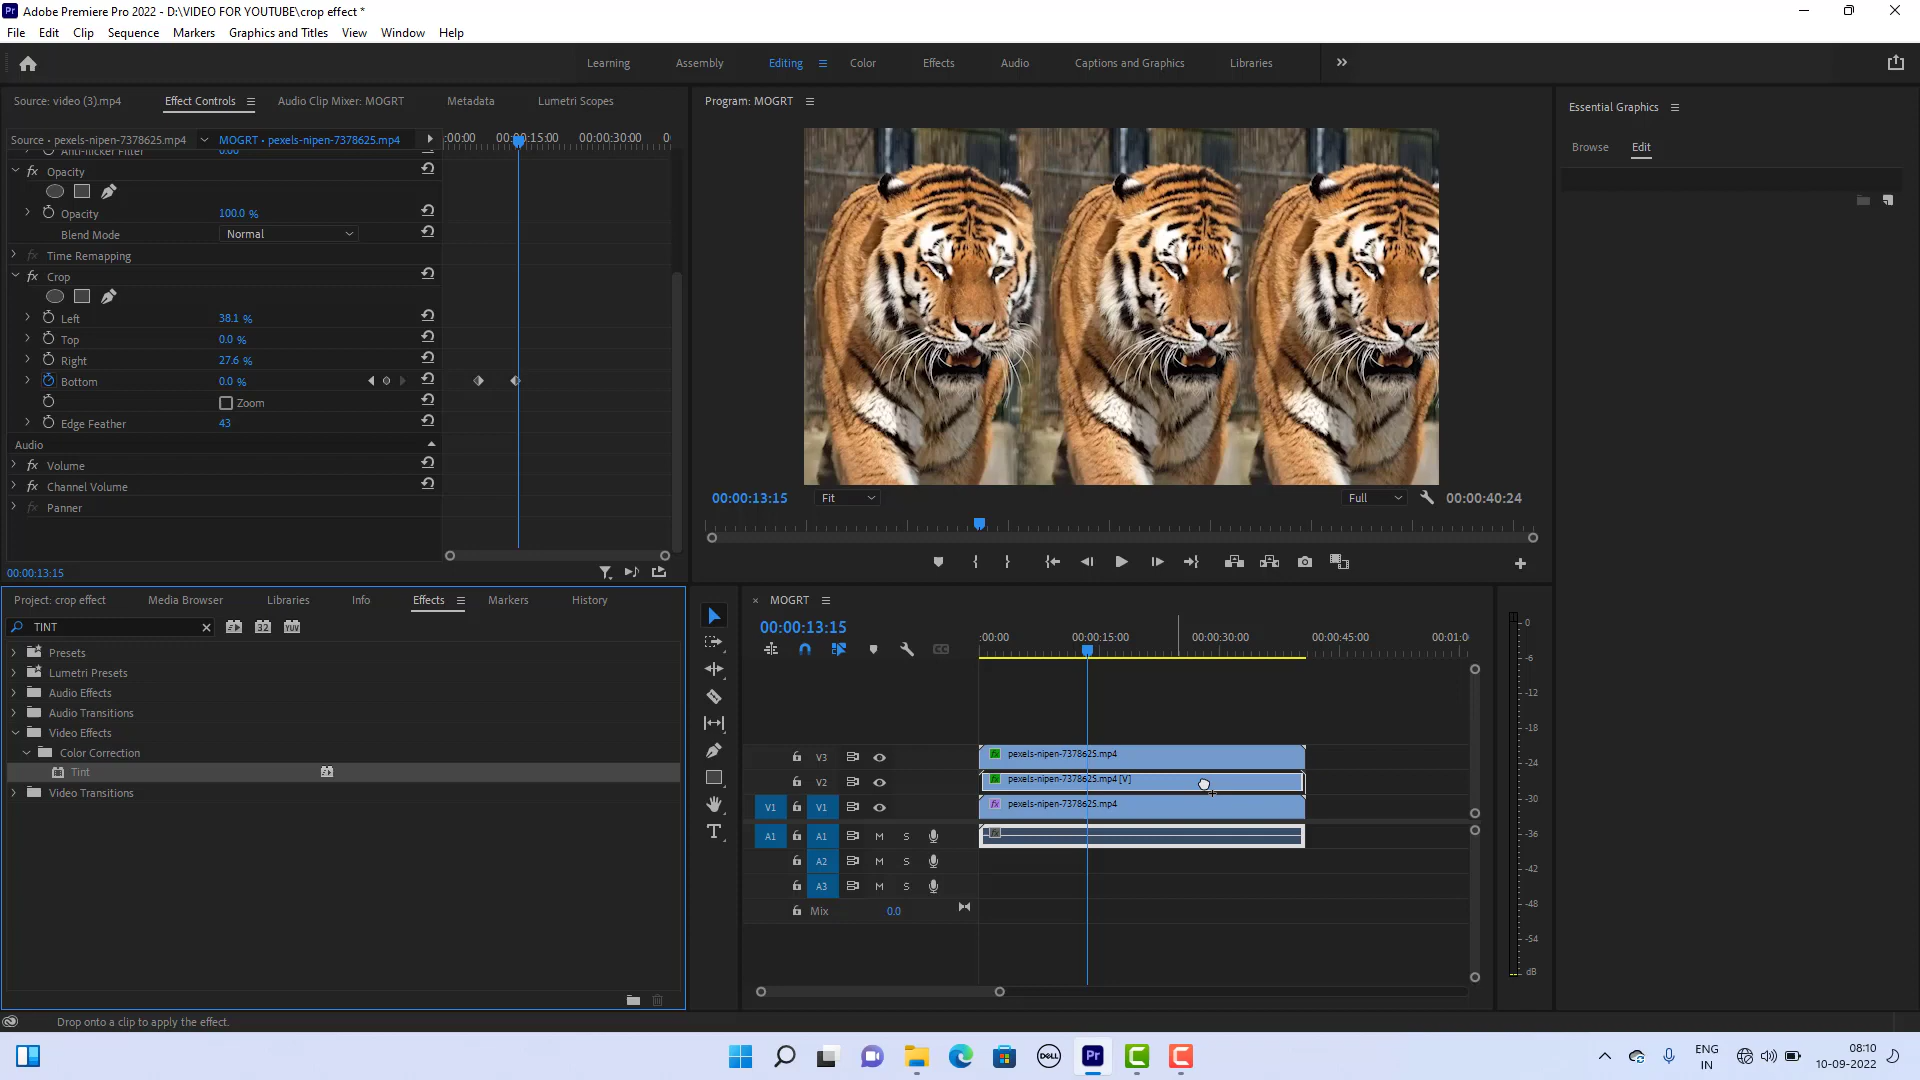 Pr Adobe Premiere Pro 2022 - D:\VIDEO FOR YOUTUBE\crop effect *
File Edit Clip Sequence Markers Graphics and Titles View Window Help
Learning Assembly Editing Color Effects Audio Captions and Graphics Libraries
Source: video (3).mp4 Effect Controls Audio Clip Mixer: MOGRT Metadata Lumetri Scopes
Program: MOGRT
Essential Graphics
Source • pexels-nipen-7378625.mp4 MOGRT • pexels-nipen-7378625.mp4 :00:00 00:00:15:00 00:00:30:00 0
Browse Edit
Anti-flicker Filter 0.00
fx Opacity
Opacity 100.0 %
Blend Mode Normal
fx Time Remapping
fx Crop
Left 38.1 %
Top 0.0 %
Right 27.6 %
Bottom 0.0 %
Zoom
Edge Feather 43
Audio
fx Volume
fx Channel Volume
fx Panner
00:00:13:15
00:00:13:15 Fit Full 00:00:40:24
Project: crop effect Media Browser Libraries Info Effects Markers History
TINT 32 YUV
Presets
Lumetri Presets
Audio Effects
Audio Transitions
Video Effects
Color Correction
Tint
Video Transitions
× MOGRT
00:00:13:15
:00:00 00:00:15:00 00:00:30:00 00:00:45:00 00:01:0
V3 fx pexels-nipen-7378625.mp4
V2 fx pexels-nipen-7378625.mp4 [V]
V1 V1 fx pexels-nipen-7378625.mp4
A1 A1 M S fx
A2 M S
A3 M S
Mix 0.0
0
-6
-12
-18
-24
-30
-36
-42
-48
-54
dB
Drop onto a clip to apply the effect.
DELL Pr C C
ENG
IN
08:10
10-09-2022